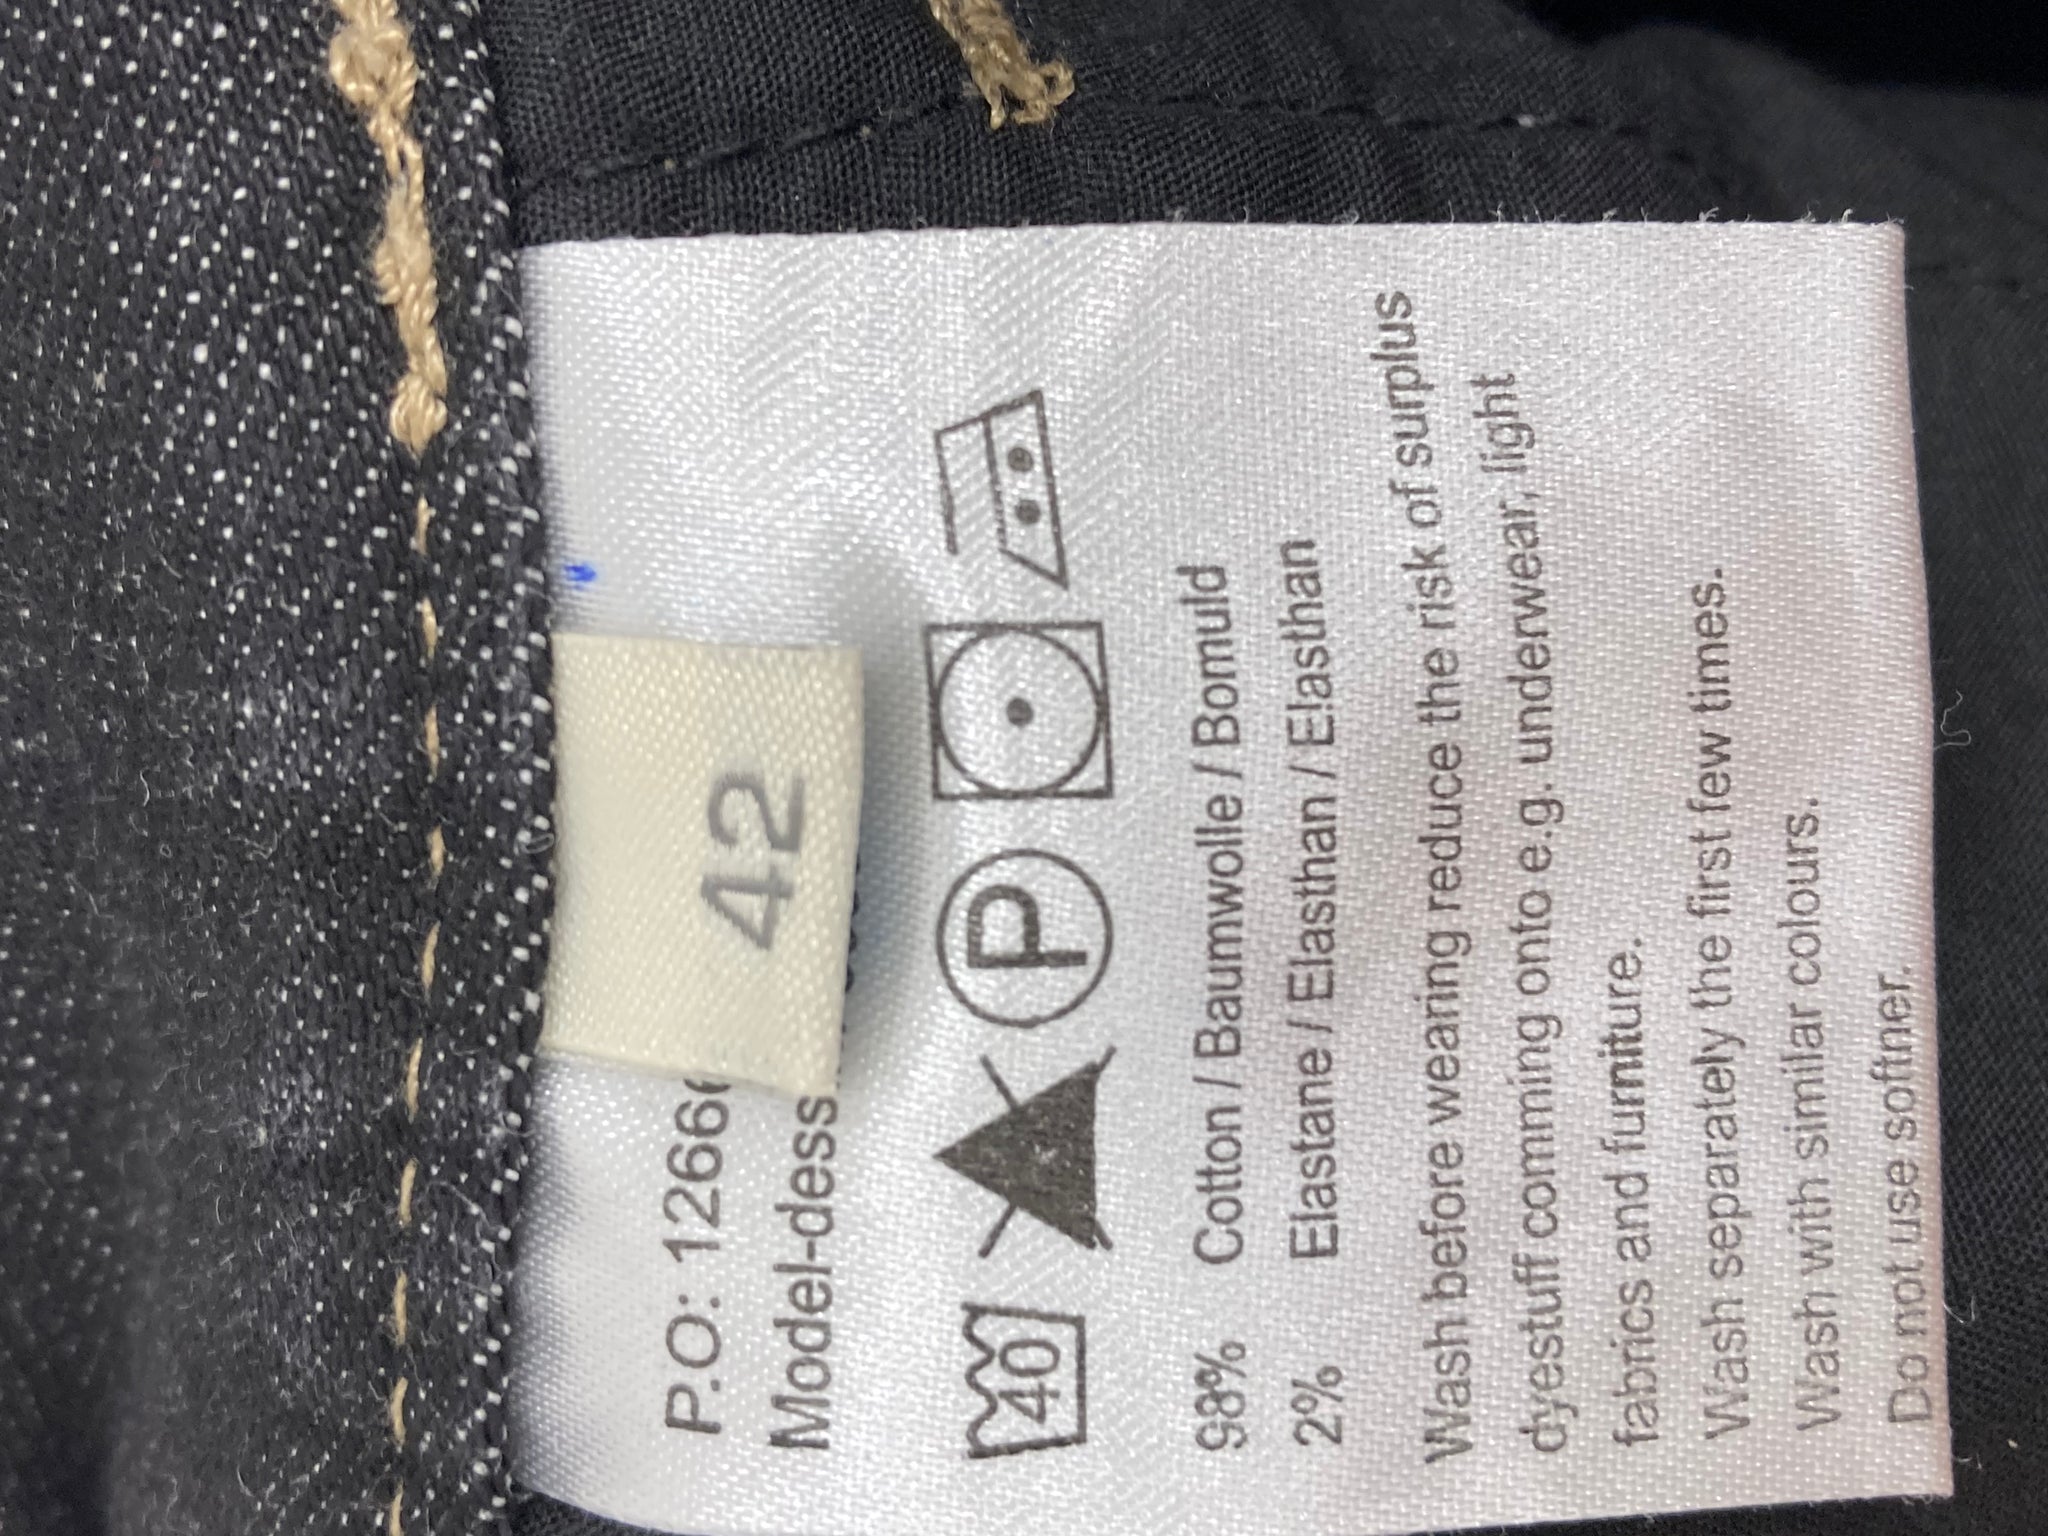 42
P.O: 1266
Model-dess
40
P
98% Cotton / Baumwolle / Bomuld
2% Elastane / Elasthan / Elasthan
Wash before wearing reduce the risk of surplus
dyestuff comming onto e.g. underwear, light
fabrics and furniture.
Wash separately the first few times.
Wash with similar colours.
Do not use softner.